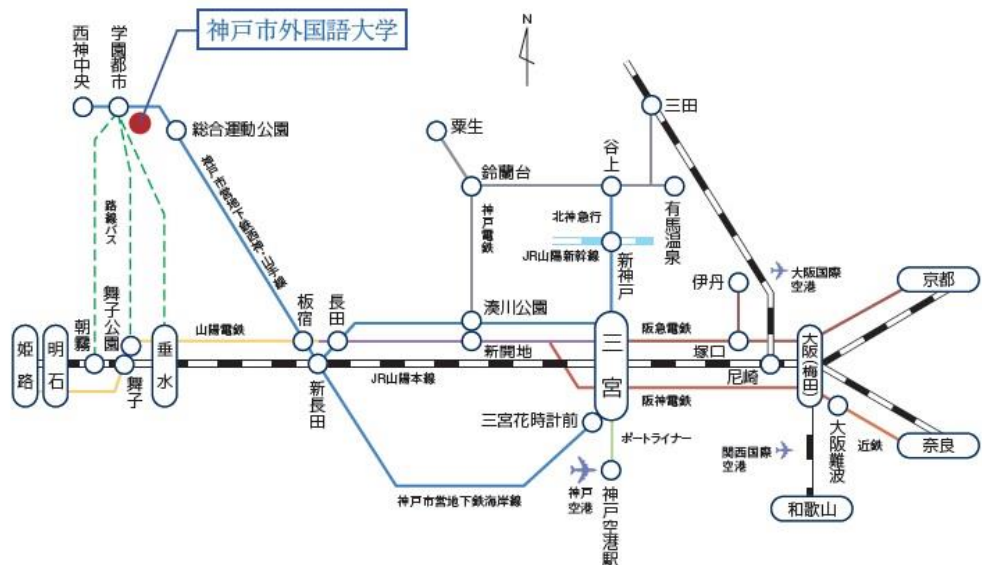 神戸市外国語大学
N
西神中央
学園都市
総合運動公園
粟生
三田
谷上
鈴蘭台
有馬温泉
北神急行
神戸電鉄
神戸市営地下鉄西神・山手線
路線バス
JR山陽新幹線
新神戸
大阪国際
空港
伊丹
京都
湊川公園
長田
板宿
舞子公園
朝霧
山陽電鉄
阪急電鉄
姫路
明石
垂水
新開地
三宮
塚口
大阪(梅田)
舞子
JR山陽本線
尼崎
新長田
阪神電鉄
三宮花時計前
ポートライナー
関西国際
空港
大阪難波
近鉄
奈良
神戸
空港
神戸空港駅
神戸市営地下鉄海岸線
和歌山